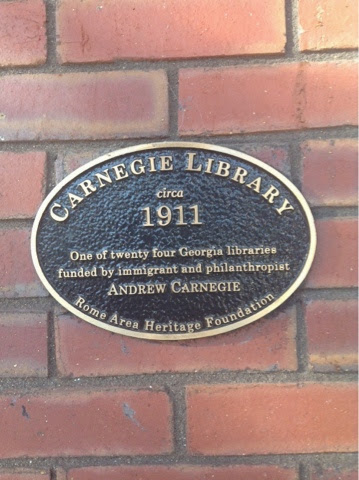 CARNEGIE LIBRARY
circa
1911
One of twenty four Georgia libraries
funded by immigrant and philanthropist
ANDREW CARNEGIE
Rome Area Heritage Foundation